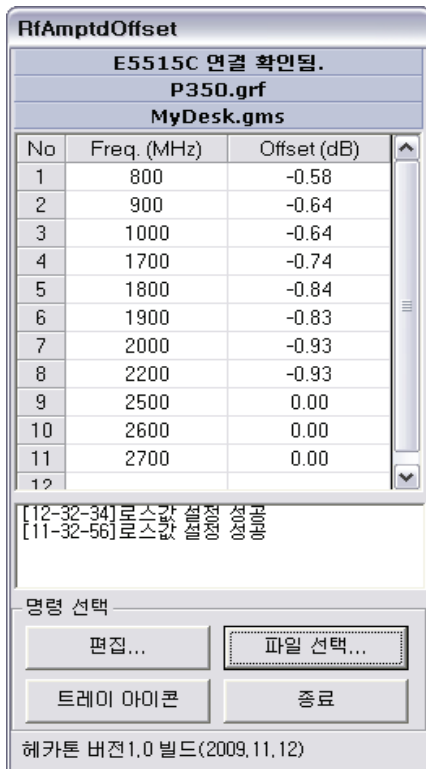 RfAmptdOffset
E5515C 연결 확인됨.
P350.grf
MyDesk.gms
No Freq. (MHz) Offset (dB)
1 800 -0.58
2 900 -0.64
3 1000 -0.64
4 1700 -0.74
5 1800 -0.84
6 1900 -0.83
7 2000 -0.93
8 2200 -0.93
9 2500 0.00
10 2600 0.00
11 2700 0.00
12
[12-32-34]로스값 설정 성공
[11-32-56]로스값 설정 성공
명령 선택
편집... 파일 선택...
트레이 아이콘 종료
헤카톤 버전1.0 빌드(2009.11.12)